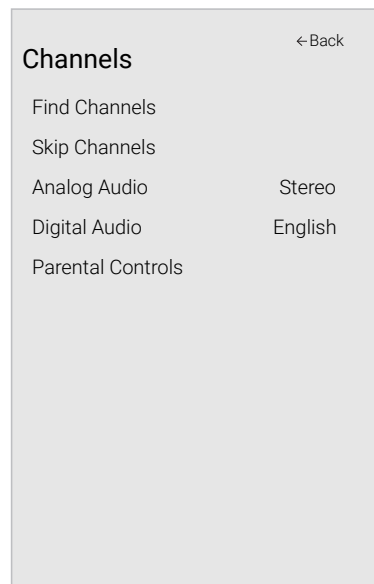 ←Back
Channels
Find Channels
Skip Channels
Analog Audio Stereo
Digital Audio English
Parental Controls